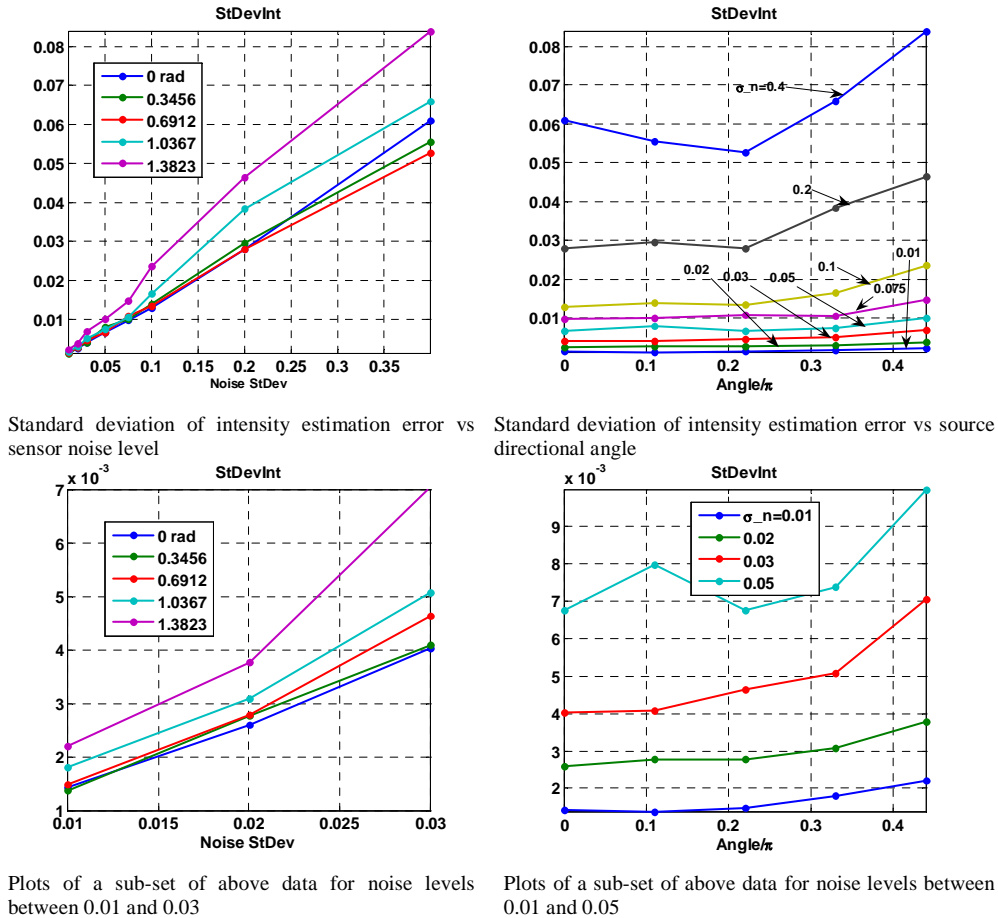 StDevInt
0.08
0.07
0.06
0.05
0.04
0.03
0.02
0.01
0 rad
0.3456
0.6912
1.0367
1.3823
0.05 0.1 0.15 0.2 0.25 0.3 0.35
Noise StDev
StDevInt
0.08
0.07
0.06
0.05
0.04
0.03
0.02
0.01
σ_n=0.4
0.2
0.01
0.02 0.03 0.05 0.1
0.075
0 0.1 0.2 0.3 0.4
Angle/π
Standard deviation of intensity estimation error vs
sensor noise level
Standard deviation of intensity estimation error vs source
directional angle
StDevInt
x 10-3
7
6
5
4
3
2
1
0 rad
0.3456
0.6912
1.0367
1.3823
0.01 0.015 0.02 0.025 0.03
Noise StDev
StDevInt
x 10-3
9
8
7
6
5
4
3
2
σ_n=0.01
0.02
0.03
0.05
0 0.1 0.2 0.3 0.4
Angle/π
Plots of a sub-set of above data for noise levels
between 0.01 and 0.03
Plots of a sub-set of above data for noise levels between
0.01 and 0.05